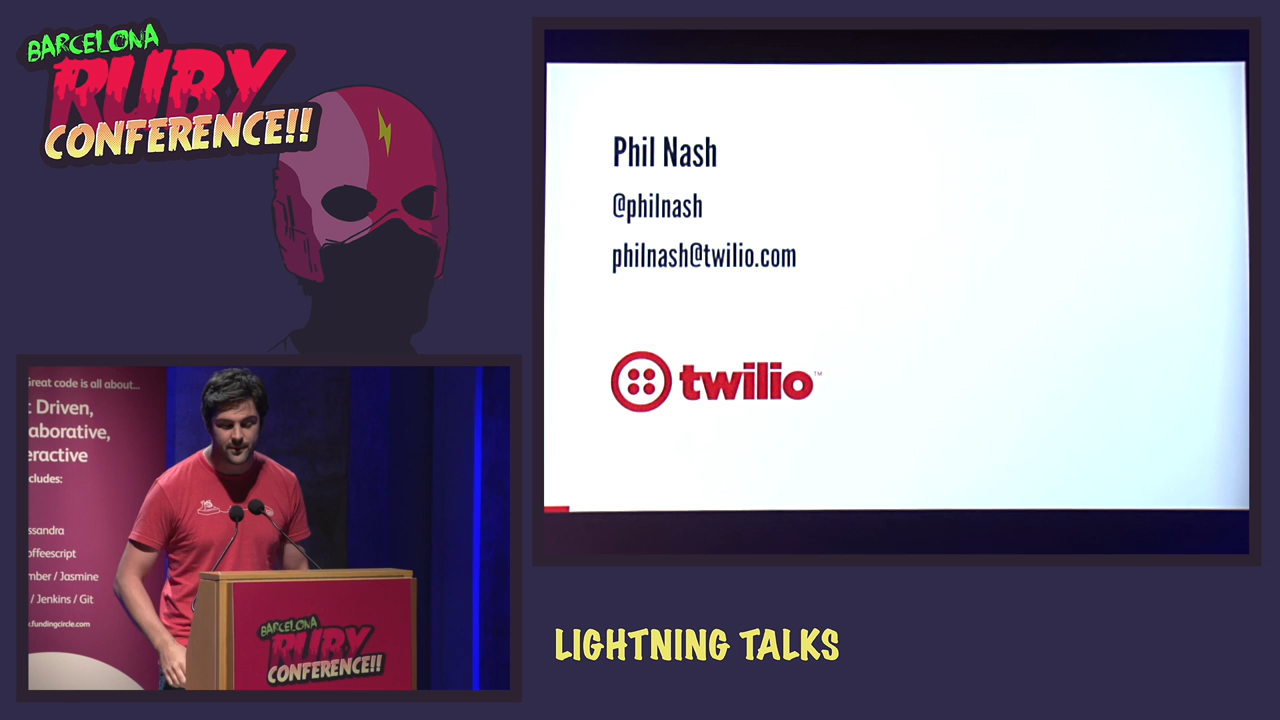 BARCELONA
RUBY
CONFERENCE!!
Phil Nash
@philnash
philnash@twilio.com
twilio™
Great code is all about...
t Driven,
aborative,
eractive
cludes:
ssandra
offeescript
mber / Jasmine
/ Jenkins / Git
.fundingcircle.com
BARCELONA
RUBY
CONFERENCE!!
LIGHTNING TALKS